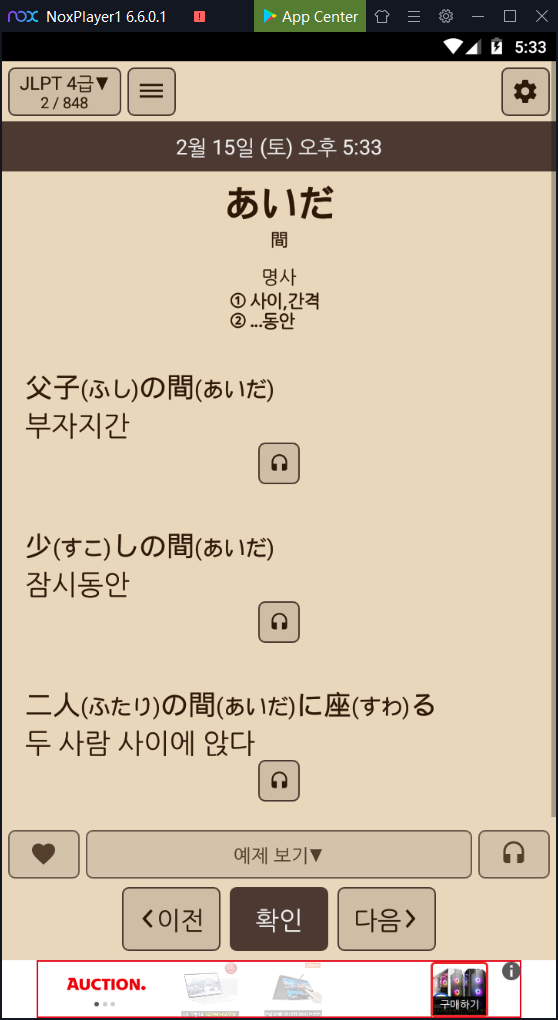 NoxPlayer1 6.6.0.1
App Center
5:33
JLPT 4급▼
2 / 848
2월 15일 (토) 오후 5:33
あいだ
間
명사
① 사이,간격
② ...동안
父子(ふし)の間(あいだ)
부자지간
少(すこ)しの間(あいだ)
잠시동안
二人(ふたり)の間(あいだ)に座(すわ)る
두 사람 사이에 앉다
예제 보기▼
이전
확인
다음
AUCTION.
구매하기